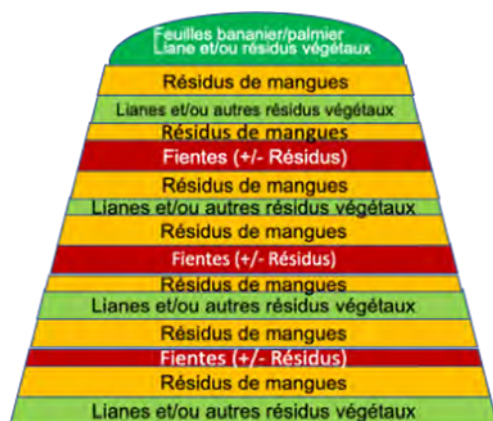 Feuilles bananier/palmier
Liane et/ou résidus végétaux
Résidus de mangues
Lianes et/ou autres résidus végétaux
Résidus de mangues
Fientes (+/- Résidus)
Résidus de mangues
Lianes et/ou autres résidus végétaux
Résidus de mangues
Fientes (+/- Résidus)
Résidus de mangues
Lianes et/ou autres résidus végétaux
Résidus de mangues
Fientes (+/- Résidus)
Résidus de mangues
Lianes et/ou autres résidus végétaux